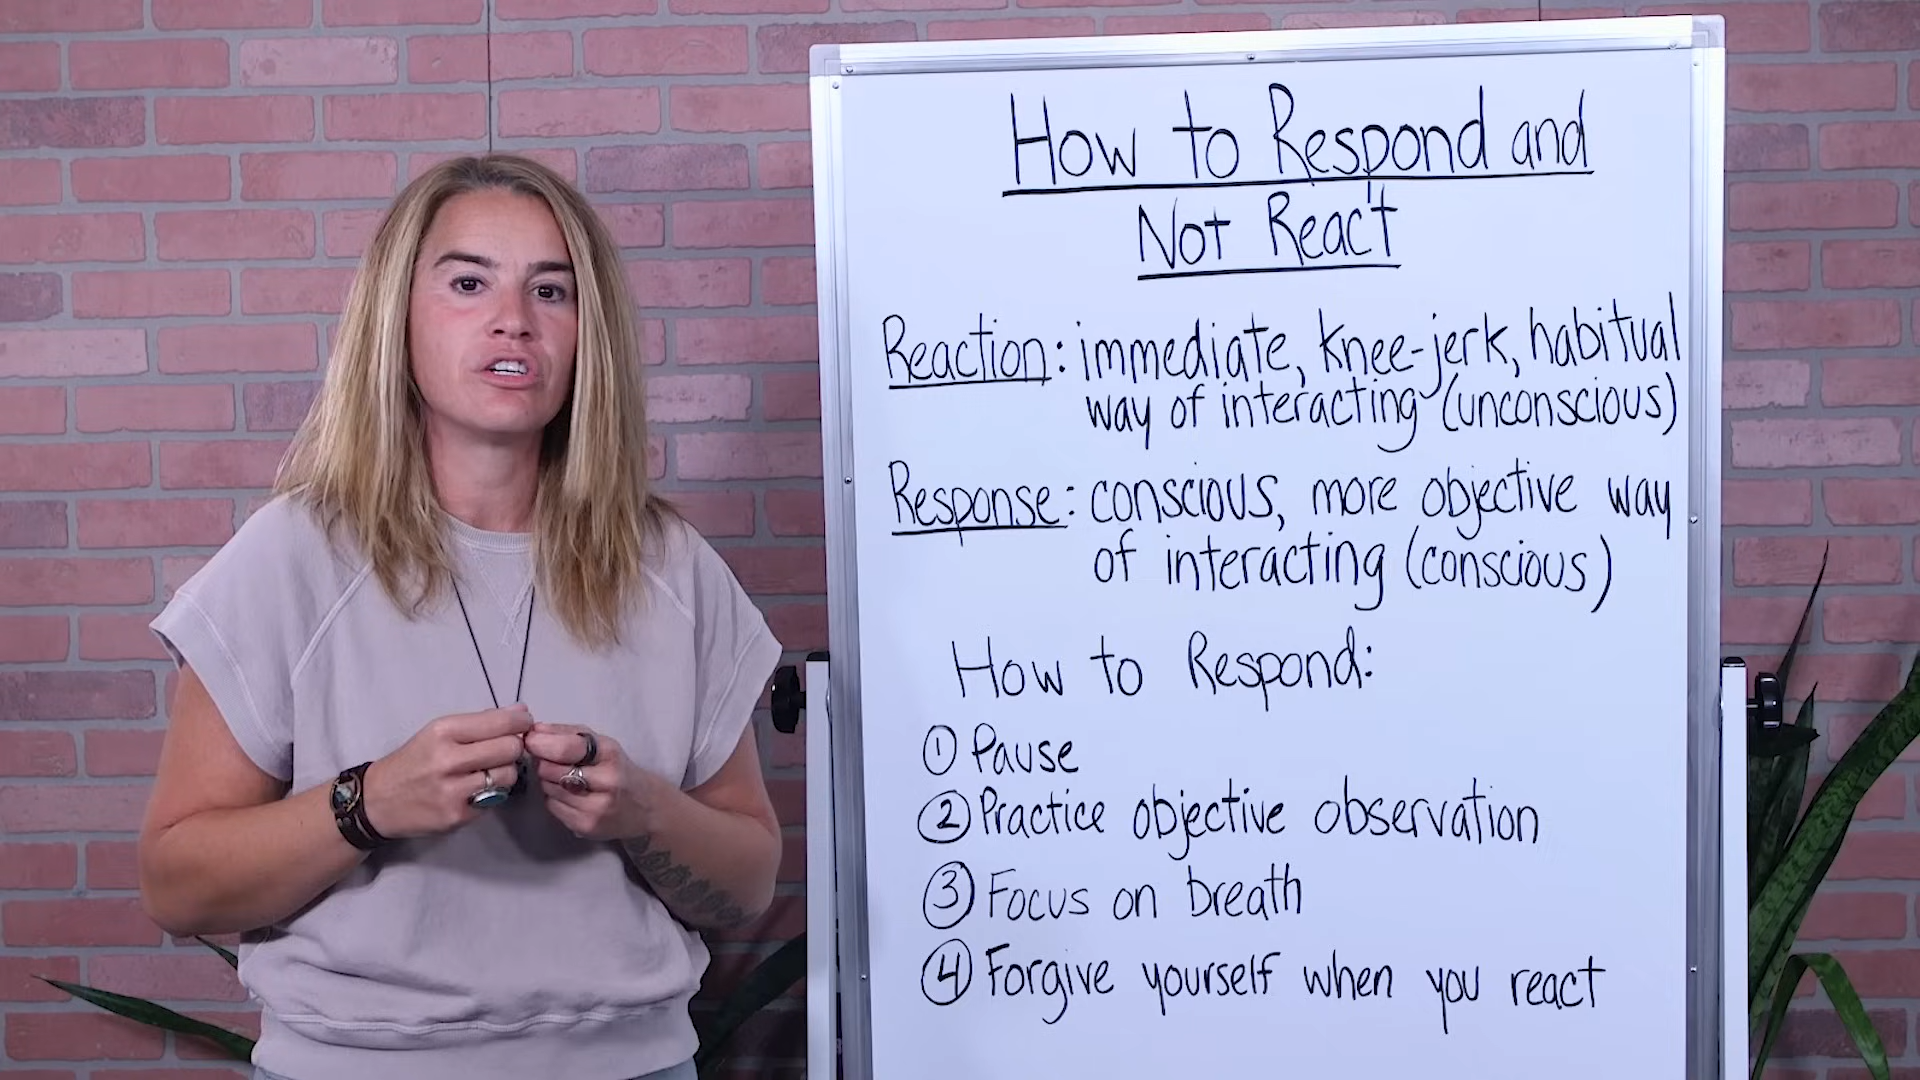 How to Respond and
Not React
Reaction: immediate, knee-jerk, habitual
way of interacting (unconscious)
Response: conscious, more objective way
of interacting (conscious)
How to Respond:
① Pause
② Practice objective observation
③ Focus on breath
④ Forgive yourself when you react